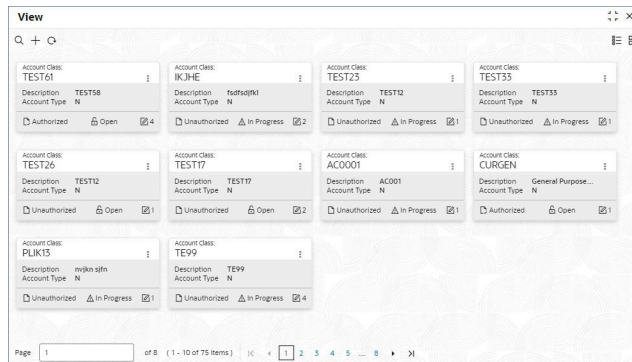 View
Account Class: Account Class: Account Class: Account Class:
TEST61 IKJHE TEST23 TEST33
Description TEST58 Description fsdfsdjfkl Description TEST12 Description TEST33
Account Type N Account Type N Account Type N Account Type N
Authorized Open 4 Unauthorized In Progress 2 Unauthorized In Progress 1 Unauthorized In Progress 1
Account Class: Account Class: Account Class: Account Class:
TEST26 TEST17 AC0001 CURGEN
Description TEST12 Description TEST17 Description AC001 Description General Purpose...
Account Type N Account Type N Account Type N Account Type N
Unauthorized Open 1 Unauthorized Open 2 Unauthorized In Progress 1 Authorized Open 1
Account Class: Account Class:
PLIK13 TE99
Description nvjkn sjfn Description TE99
Account Type N Account Type N
Unauthorized In Progress 1 Unauthorized In Progress 4
Page 1 of 8 (1 - 10 of 75 items) 1 2 3 4 5 ... 8